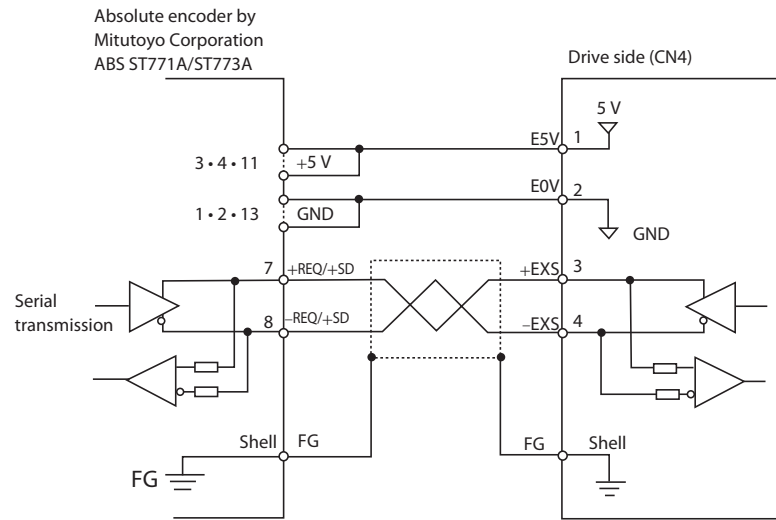 Absolute encoder by
Mitutoyo Corporation
ABS ST771A/ST773A
Drive side (CN4)
5 V
E5V 1
3 • 4 • 11 +5 V
E0V 2
1 • 2 • 13 GND
GND
7 +REQ/+SD
+EXS 3
Serial
transmission
8 –REQ/+SD
–EXS 4
Shell FG
FG Shell
FG